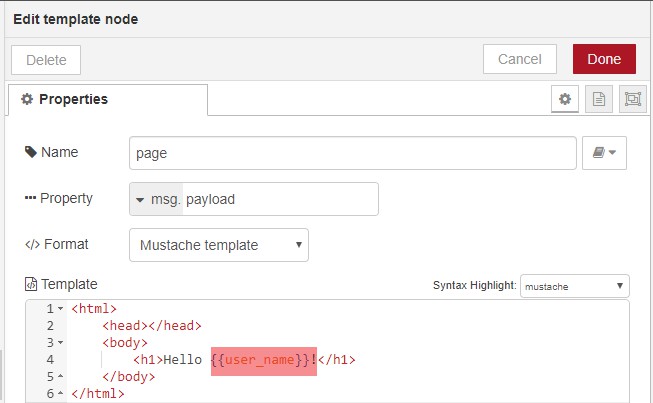 Edit template node
Delete
Cancel
Done
Properties
Name
page
Property
msg. payload
</> Format
Mustache template
Template
Syntax Highlight:
mustache
1 <html>
2     <head></head>
3     <body>
4         <h1>Hello {{user_name}}!</h1>
5     </body>
6 </html>